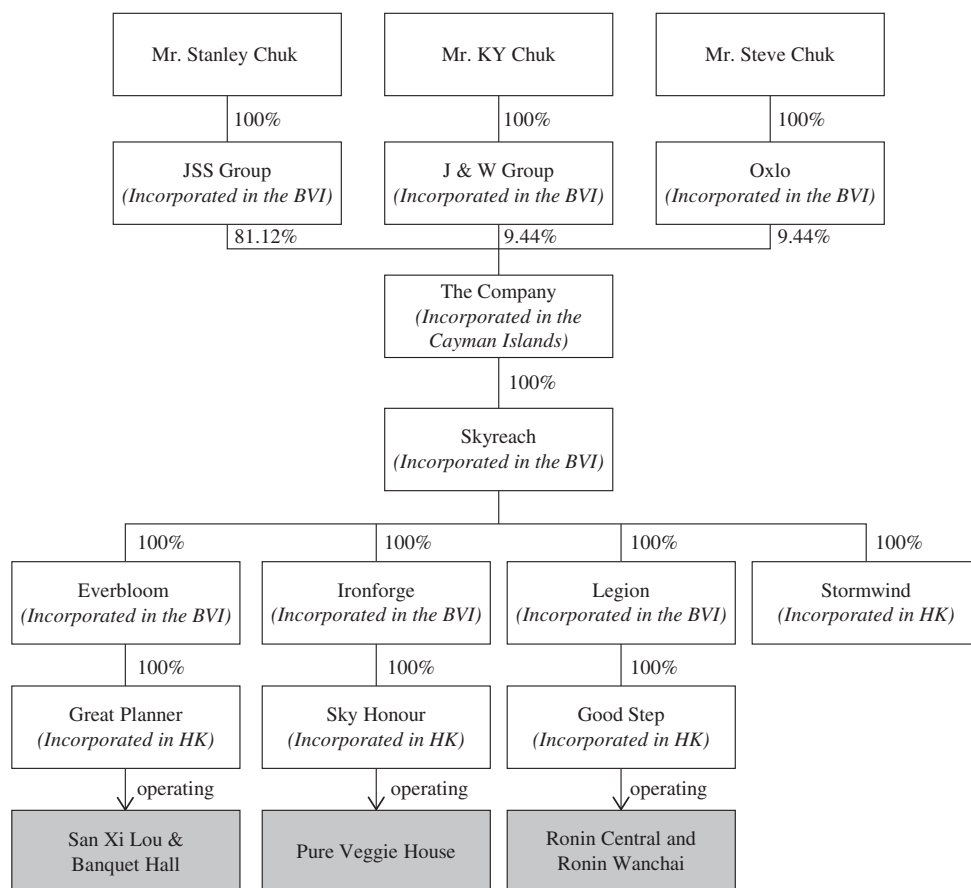 Mr. Stanley Chuk
Mr. KY Chuk
Mr. Steve Chuk
100%
100%
100%
JSS Group
(Incorporated in the BVI)
J & W Group
(Incorporated in the BVI)
Oxlo
(Incorporated in the BVI)
81.12%
9.44%
9.44%
The Company
(Incorporated in the
Cayman Islands)
100%
Skyreach
(Incorporated in the BVI)
100%
100%
100%
100%
Everbloom
(Incorporated in the BVI)
Ironforge
(Incorporated in the BVI)
Legion
(Incorporated in the BVI)
Stormwind
(Incorporated in HK)
100%
100%
100%
Great Planner
(Incorporated in HK)
Sky Honour
(Incorporated in HK)
Good Step
(Incorporated in HK)
operating
operating
operating
San Xi Lou &
Banquet Hall
Pure Veggie House
Ronin Central and
Ronin Wanchai